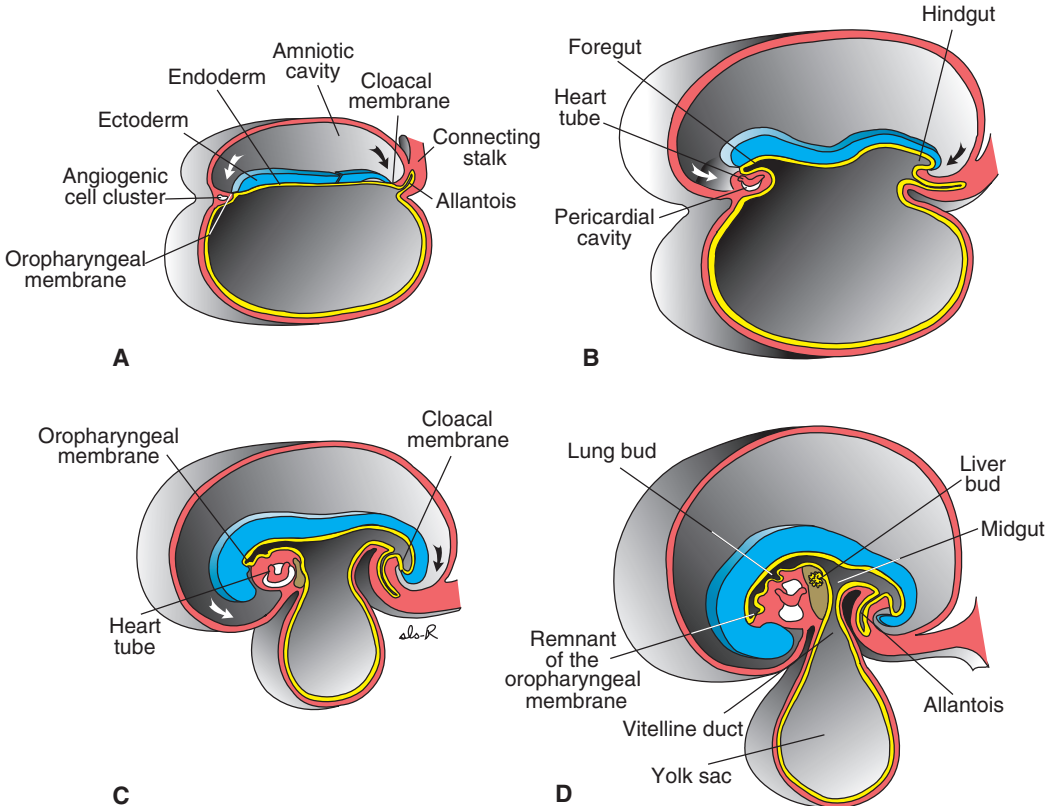 Amniotic
cavity
Endoderm
Cloacal
membrane
Ectoderm
Connecting
stalk
Angiogenic
cell cluster
Allantois
Oropharyngeal
membrane
A
Hindgut
Foregut
Heart
tube
Pericardial
cavity
B
Oropharyngeal
membrane
Cloacal
membrane
Heart
tube
sls-R
C
Lung bud
Liver
bud
Midgut
Remnant
of the
oropharyngeal
membrane
Allantois
Vitelline duct
Yolk sac
D